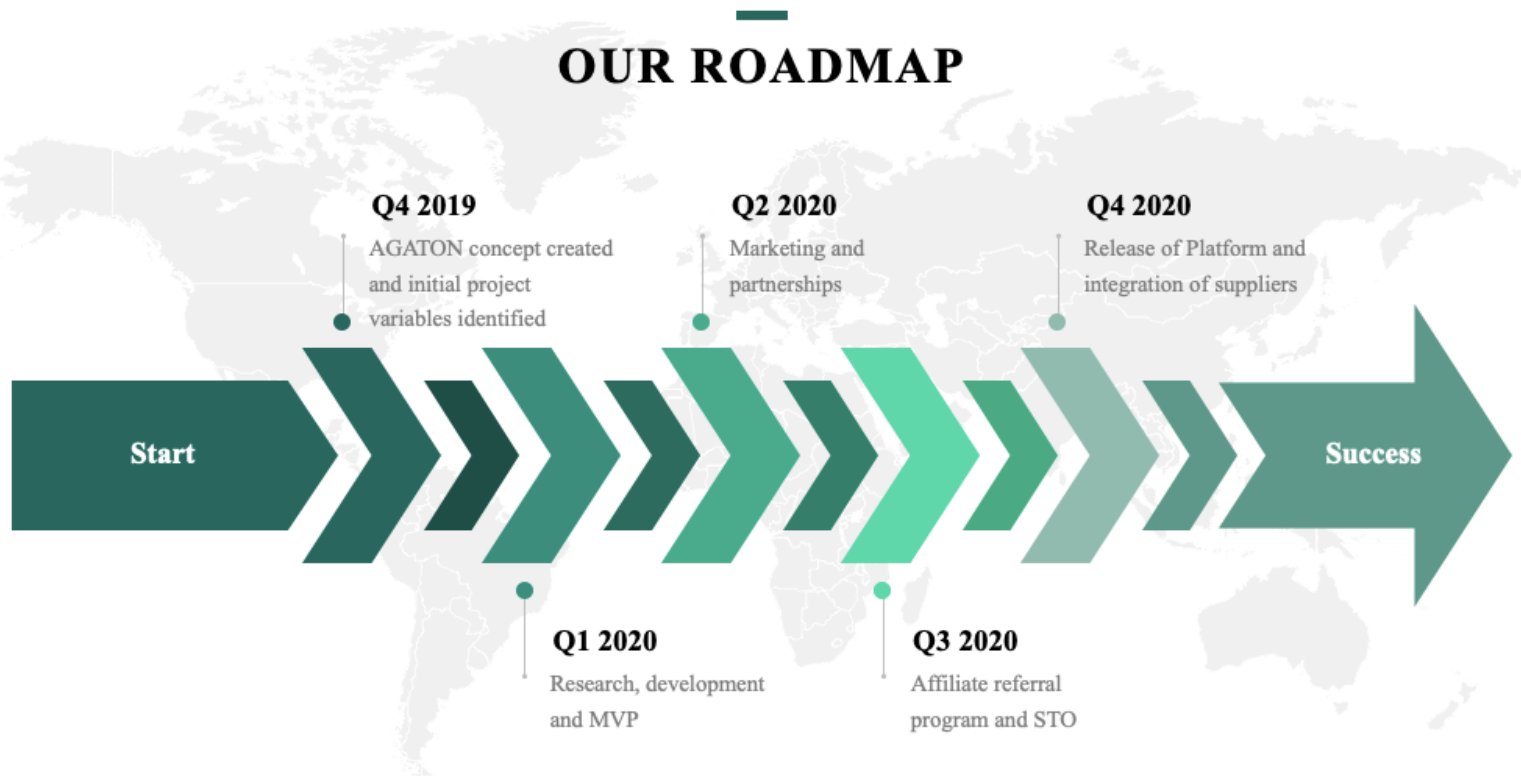 OUR ROADMAP
Q4 2019
AGATON concept created
and initial project
variables identified
Q2 2020
Marketing and
partnerships
Q4 2020
Release of Platform and
integration of suppliers
Start
Success
Q1 2020
Research, development
and MVP
Q3 2020
Affiliate referral
program and STO